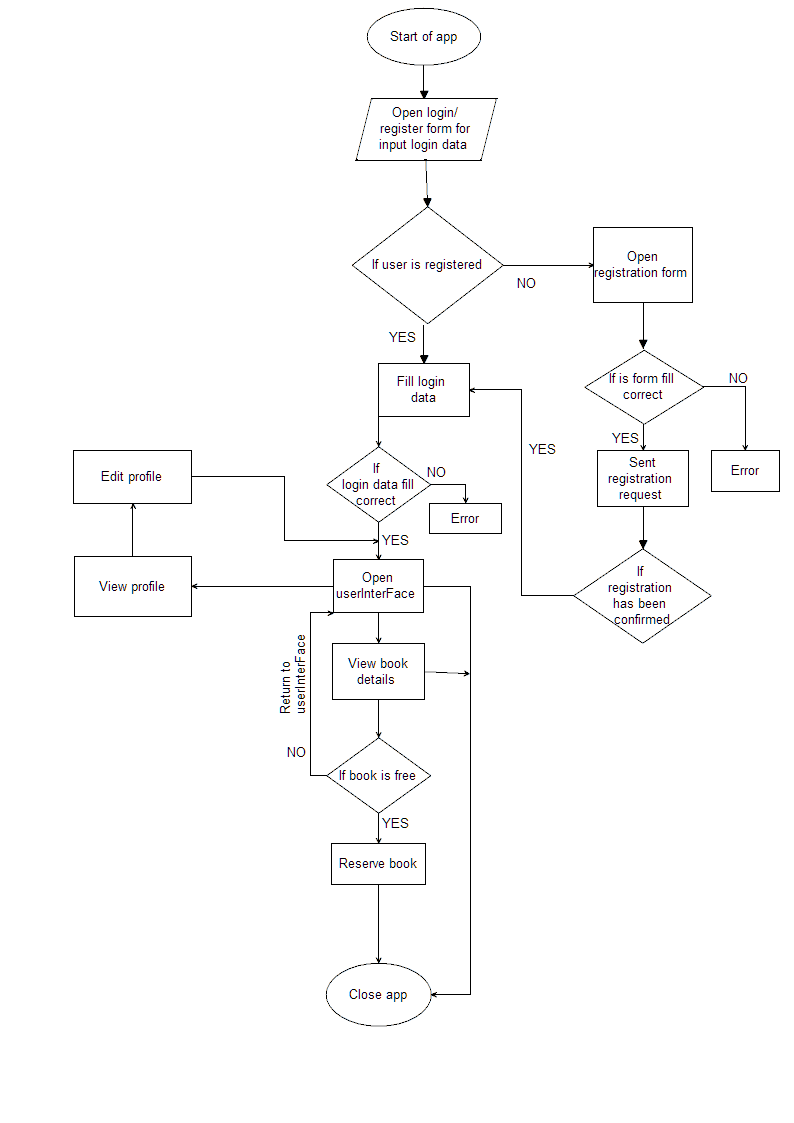 Start of app
Open login/
register form for
input login data
If user is registered
NO
Open
registration form
YES
Fill login
data
If is form fill
correct
NO
YES
YES
Sent
registration
request
Error
If
login data fill
correct
NO
Error
Edit profile
YES
View profile
Open
userInterFace
If
registration
has been
confirmed
Return to
userInterFace
View book
details
NO
If book is free
YES
Reserve book
Close app